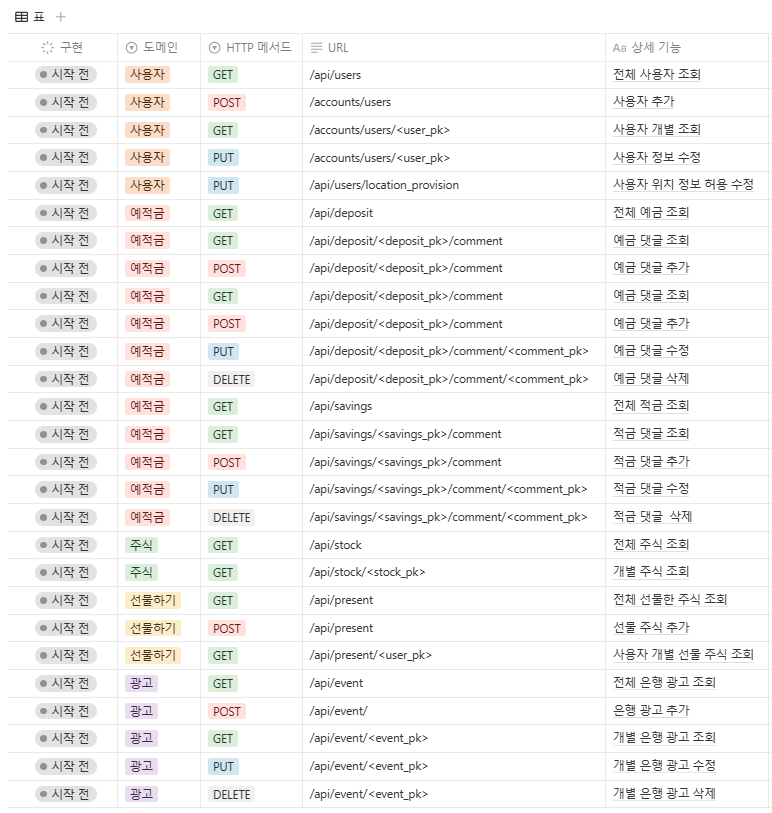 표
구현 도메인 HTTP 메서드 URL Aa 상세 기능
시작 전 사용자 GET /api/users 전체 사용자 조회
시작 전 사용자 POST /accounts/users 사용자 추가
시작 전 사용자 GET /accounts/users/<user_pk> 사용자 개별 조회
시작 전 사용자 PUT /accounts/users/<user_pk> 사용자 정보 수정
시작 전 사용자 PUT /api/users/location_provision 사용자 위치 정보 허용 수정
시작 전 예적금 GET /api/deposit 전체 예금 조회
시작 전 예적금 GET /api/deposit/<deposit_pk>/comment 예금 댓글 조회
시작 전 예적금 POST /api/deposit/<deposit_pk>/comment 예금 댓글 추가
시작 전 예적금 GET /api/deposit/<deposit_pk>/comment 예금 댓글 조회
시작 전 예적금 POST /api/deposit/<deposit_pk>/comment 예금 댓글 추가
시작 전 예적금 PUT /api/deposit/<deposit_pk>/comment/<comment_pk> 예금 댓글 수정
시작 전 예적금 DELETE /api/deposit/<deposit_pk>/comment/<comment_pk> 예금 댓글 삭제
시작 전 예적금 GET /api/savings 전체 적금 조회
시작 전 예적금 GET /api/savings/<savings_pk>/comment 적금 댓글 조회
시작 전 예적금 POST /api/savings/<savings_pk>/comment 적금 댓글 추가
시작 전 예적금 PUT /api/savings/<savings_pk>/comment/<comment_pk> 적금 댓글 수정
시작 전 예적금 DELETE /api/savings/<savings_pk>/comment/<comment_pk> 적금 댓글  삭제
시작 전 주식 GET /api/stock 전체 주식 조회
시작 전 주식 GET /api/stock/<stock_pk> 개별 주식 조회
시작 전 선물하기 GET /api/present 전체 선물한 주식 조회
시작 전 선물하기 POST /api/present 선물 주식 추가
시작 전 선물하기 GET /api/present/<user_pk> 사용자 개별 선물 주식 조회
시작 전 광고 GET /api/event 전체 은행 광고 조회
시작 전 광고 POST /api/event/ 은행 광고 추가
시작 전 광고 GET /api/event/<event_pk> 개별 은행 광고 조회
시작 전 광고 PUT /api/event/<event_pk> 개별 은행 광고 수정
시작 전 광고 DELETE /api/event/<event_pk> 개별 은행 광고 삭제